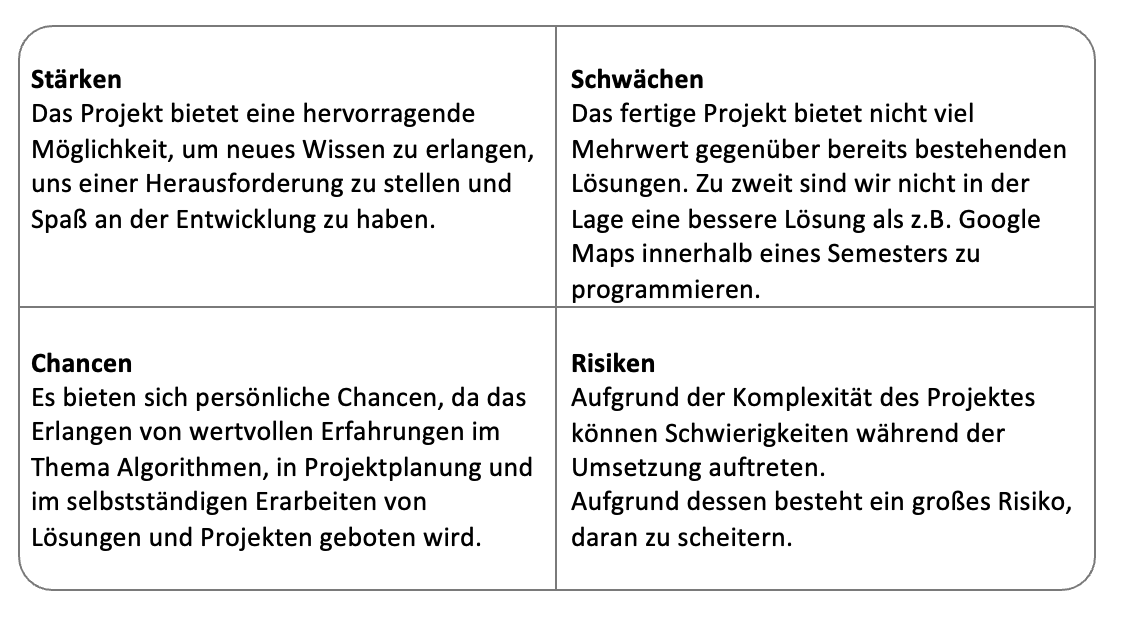 Stärken
Das Projekt bietet eine hervorragende
Möglichkeit, um neues Wissen zu erlangen,
uns einer Herausforderung zu stellen und
Spaß an der Entwicklung zu haben.
Schwächen
Das fertige Projekt bietet nicht viel
Mehrwert gegenüber bereits bestehenden
Lösungen. Zu zweit sind wir nicht in der
Lage eine bessere Lösung als z.B. Google
Maps innerhalb eines Semesters zu
programmieren.
Chancen
Es bieten sich persönliche Chancen, da das
Erlangen von wertvollen Erfahrungen im
Thema Algorithmen, in Projektplanung und
im selbstständigen Erarbeiten von
Lösungen und Projekten geboten wird.
Risiken
Aufgrund der Komplexität des Projektes
können Schwierigkeiten während der
Umsetzung auftreten.
Aufgrund dessen besteht ein großes Risiko,
daran zu scheitern.